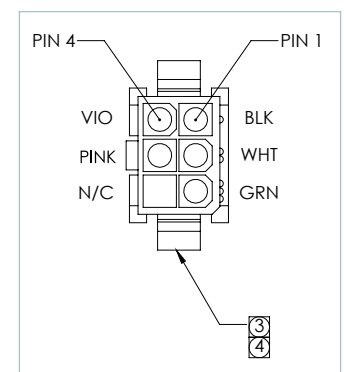 PIN 4 PIN 1
VIO BLK
PINK WHT
N/C GRN
3
4